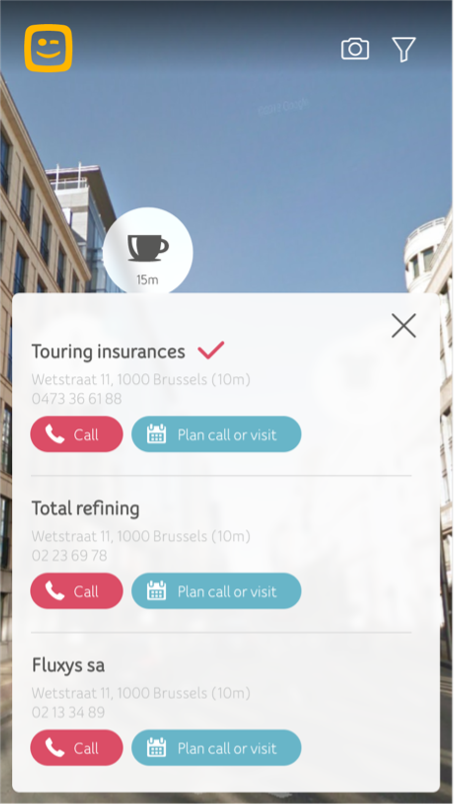 15m
Touring insurances
Wetstraat 11, 1000 Brussels (10m)
0473 36 61 88
Call
Plan call or visit
Total refining
Wetstraat 11, 1000 Brussels (10m)
02 23 69 78
Call
Plan call or visit
Fluxys sa
Wetstraat 11, 1000 Brussels (10m)
02 13 34 89
Call
Plan call or visit